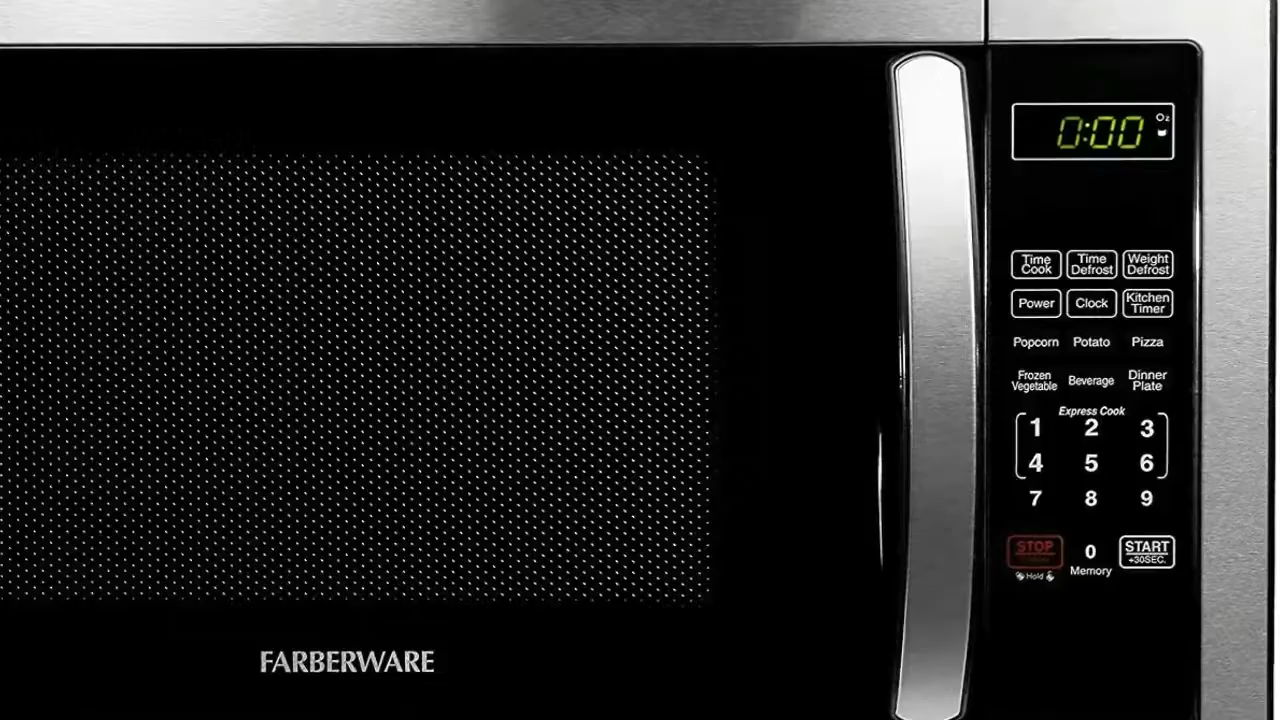 0:00
Oz
Time Cook
Time Defrost
Weight Defrost
Power Clock Kitchen Timer
Popcorn Potato Pizza
Frozen Vegetable
Beverage
Dinner Plate
Express Cook
1 2 3
4 5 6
7 8 9
STOP
0
START
+30SEC.
Hold
Memory
FARBERWARE